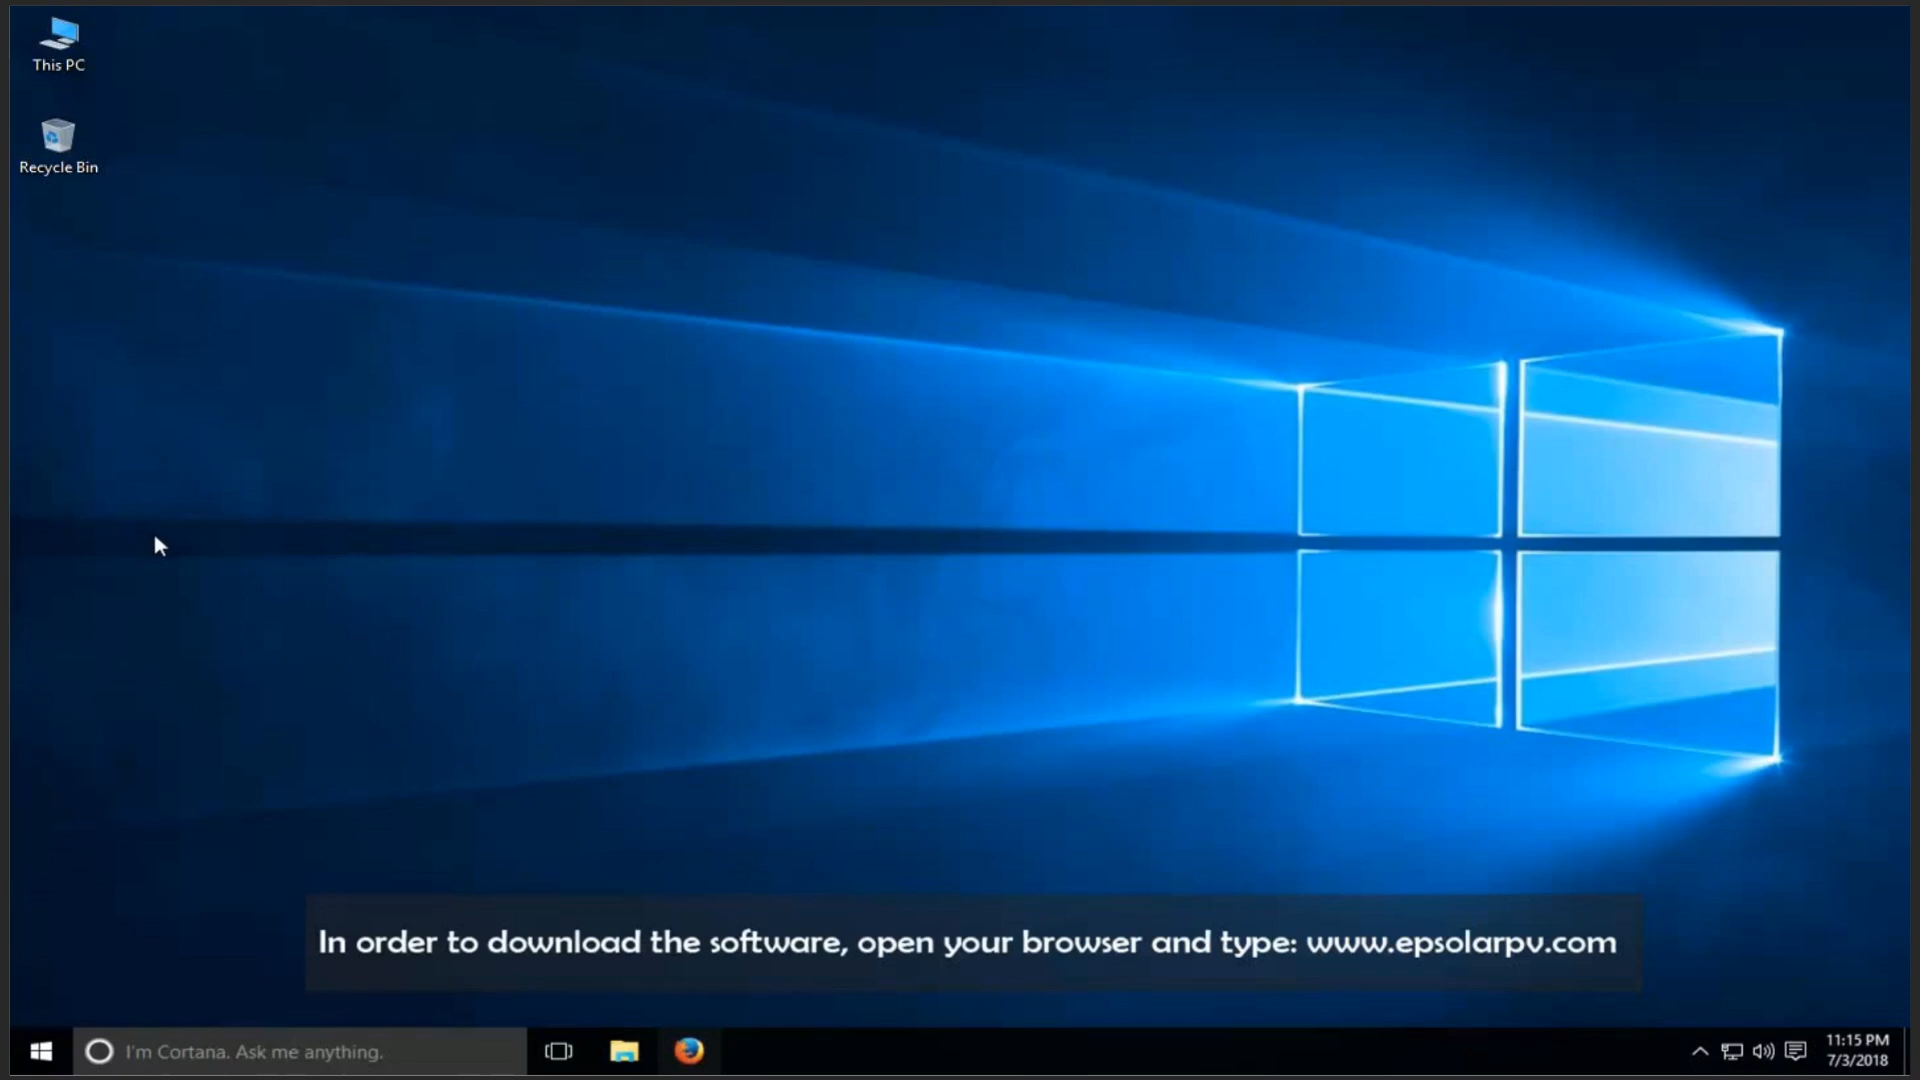 This PC
Recycle Bin
In order to download the software, open your browser and type: www.epsolarpv.com
I'm Cortana. Ask me anything.
11:15 PM
7/3/2018